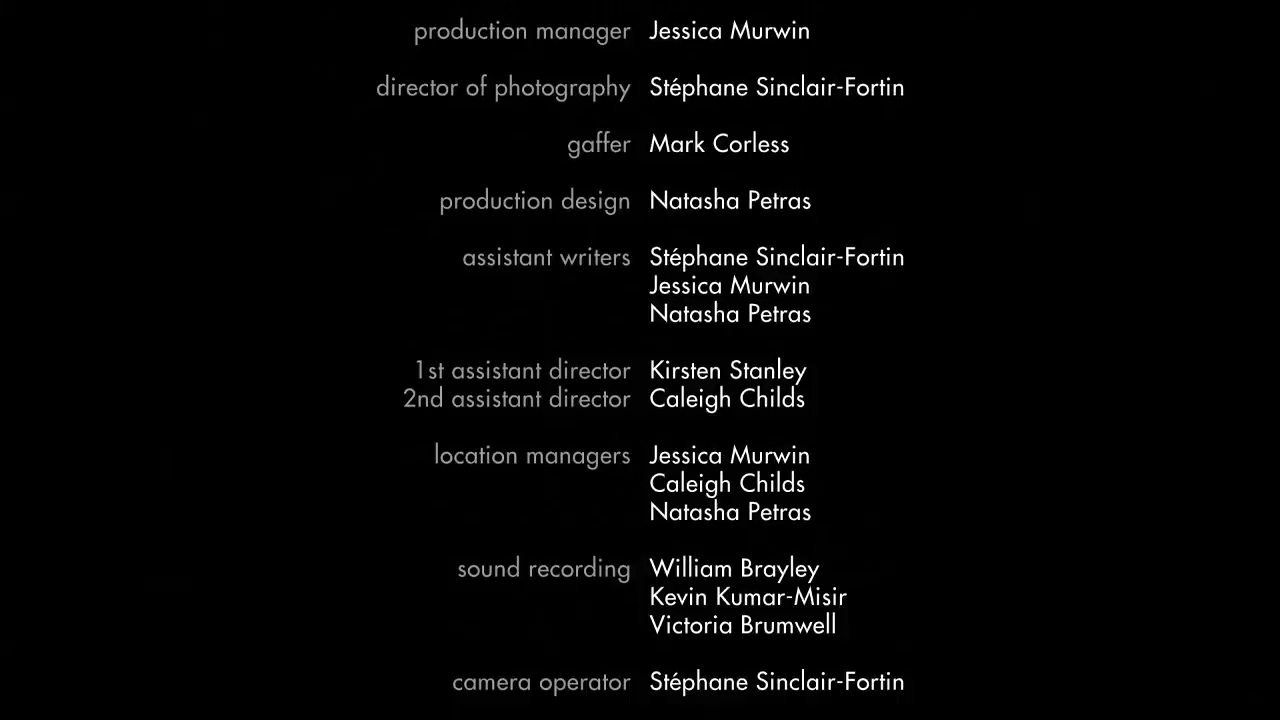 production manager Jessica Murwin
director of photography Stéphane Sinclair-Fortin
gaffer Mark Corless
production design Natasha Petras
assistant writers Stéphane Sinclair-Fortin
Jessica Murwin
Natasha Petras
1st assistant director Kirsten Stanley
2nd assistant director Caleigh Childs
location managers Jessica Murwin
Caleigh Childs
Natasha Petras
sound recording William Brayley
Kevin Kumar-Misir
Victoria Brumwell
camera operator Stéphane Sinclair-Fortin